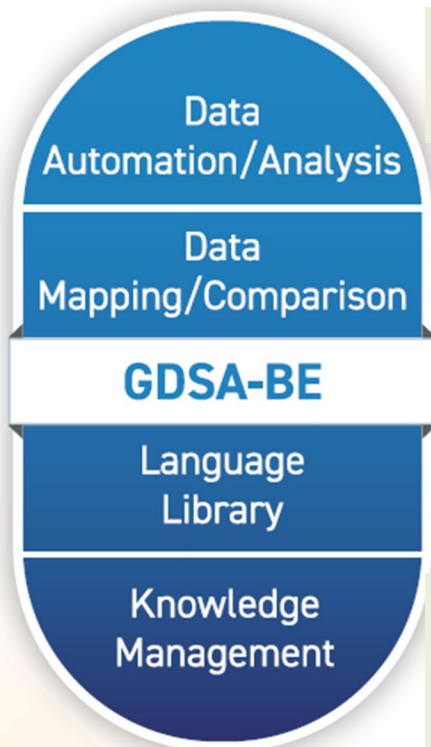 Data
Automation/Analysis
Data
Mapping/Comparison
GDSA-BE
Language
Library
Knowledge
Management